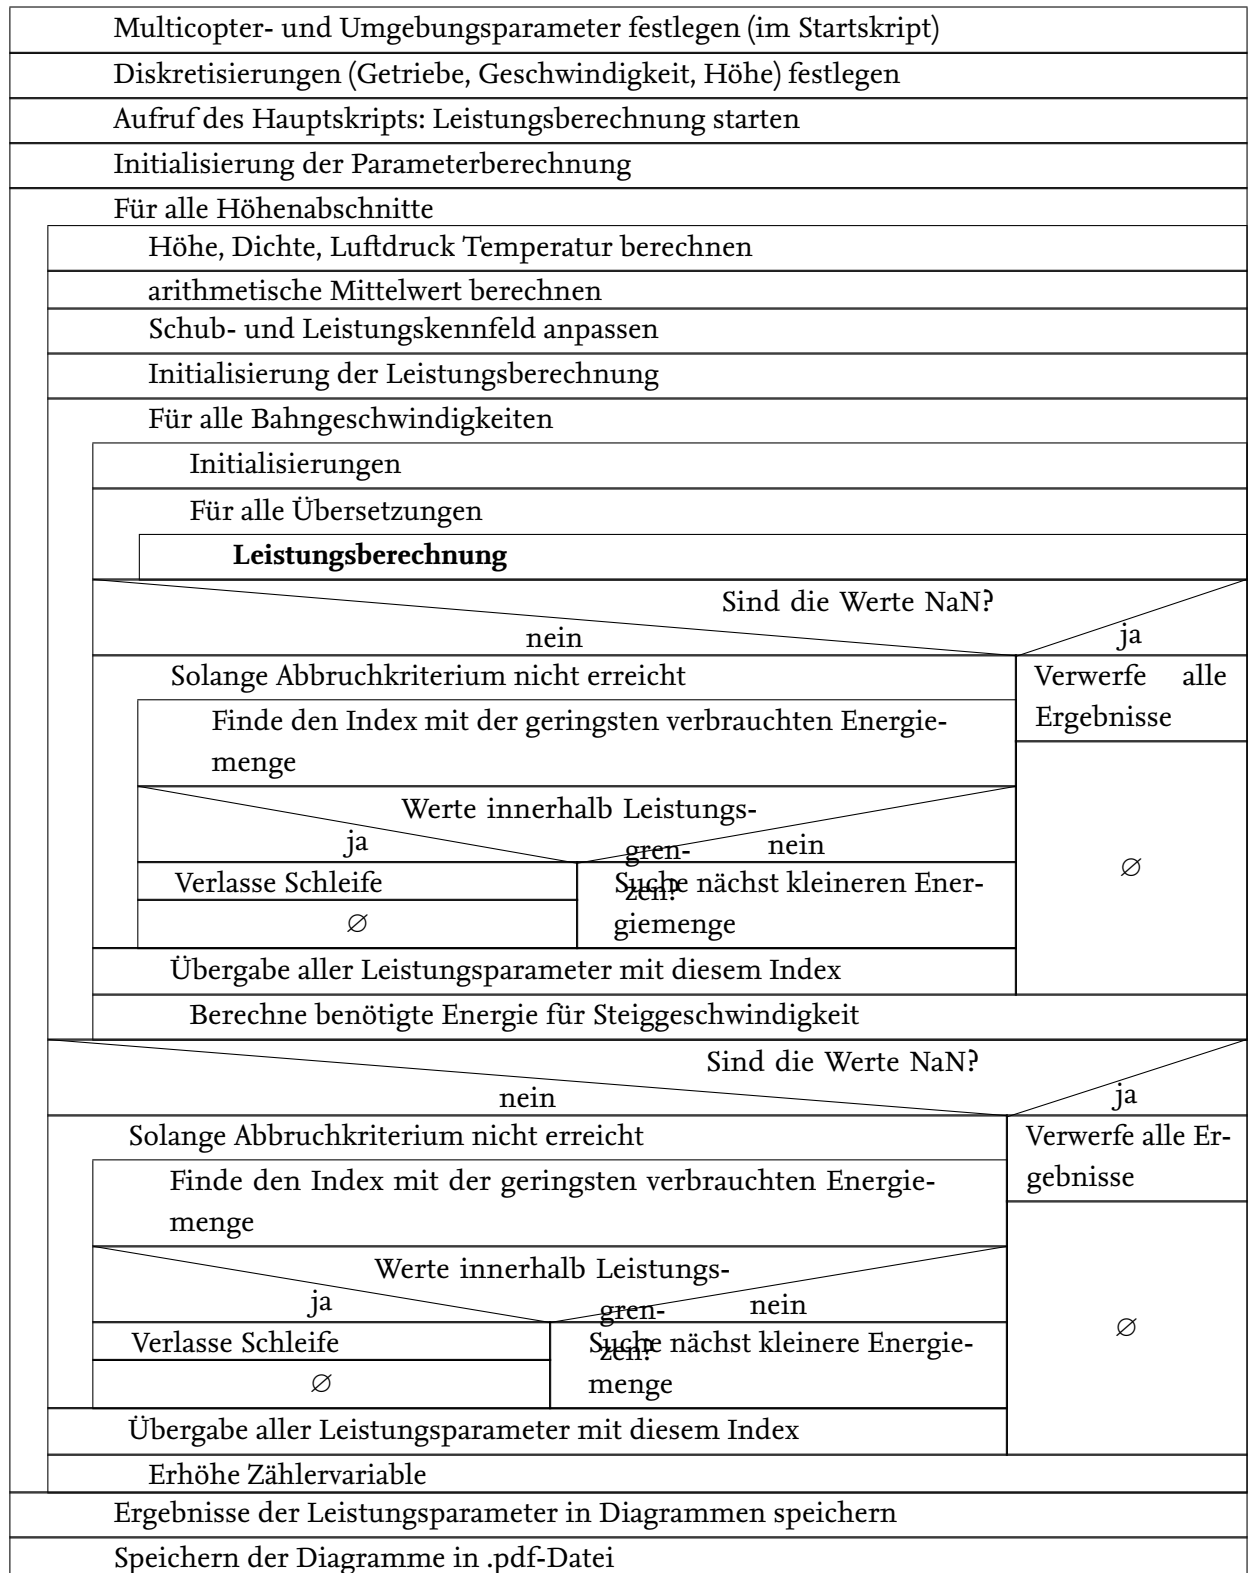 Multicopter- und Umgebungsparameter festlegen (im Startskript)
Diskretisierungen (Getriebe, Geschwindigkeit, Höhe) festlegen
Aufruf des Hauptskripts: Leistungsberechnung starten
Initialisierung der Parameterberechnung
Für alle Höhenabschnitte
Höhe, Dichte, Luftdruck Temperatur berechnen
arithmetische Mittelwert berechnen
Schub- und Leistungskennfeld anpassen
Initialisierung der Leistungsberechnung
Für alle Bahngeschwindigkeiten
Initialisierungen
Für alle Übersetzungen
Leistungsberechnung
Sind die Werte NaN?
nein
ja
Solange Abbruchkriterium nicht erreicht
Finde den Index mit der geringsten verbrauchten Energie-
menge
Werte innerhalb Leistungs-
gren-
zen?
ja
nein
Verlasse Schleife
∅
Suche nächst kleineren Ener-
giemenge
Übergabe aller Leistungsparameter mit diesem Index
Verwerfe alle
Ergebnisse
∅
Berechne benötigte Energie für Steiggeschwindigkeit
Sind die Werte NaN?
nein
ja
Solange Abbruchkriterium nicht erreicht
Finde den Index mit der geringsten verbrauchten Energie-
menge
Werte innerhalb Leistungs-
gren-
zen?
ja
nein
Verlasse Schleife
∅
Suche nächst kleinere Energie-
menge
Übergabe aller Leistungsparameter mit diesem Index
Verwerfe alle Er-
gebnisse
∅
Erhöhe Zählervariable
Ergebnisse der Leistungsparameter in Diagrammen speichern
Speichern der Diagramme in .pdf-Datei